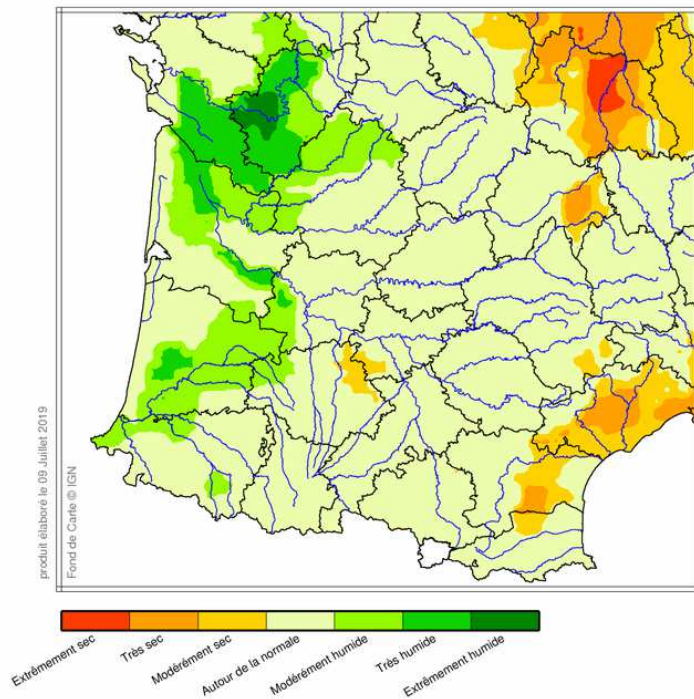 produit élaboré le 09 Juillet 2019
Fond de Carte © IGN
Extrêmement sec
Très sec
Modérément sec
Autour de la normale
Modérément humide
Très humide
Extrêment humide